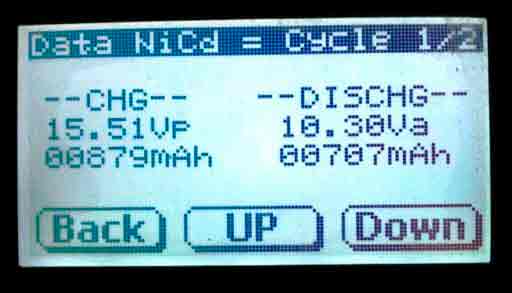 Data NiCd = Cycle 1/2
--CHG-- --DISCHG--
15.51Vp 10.30Va
00879mAh 00707mAh
Back UP Down